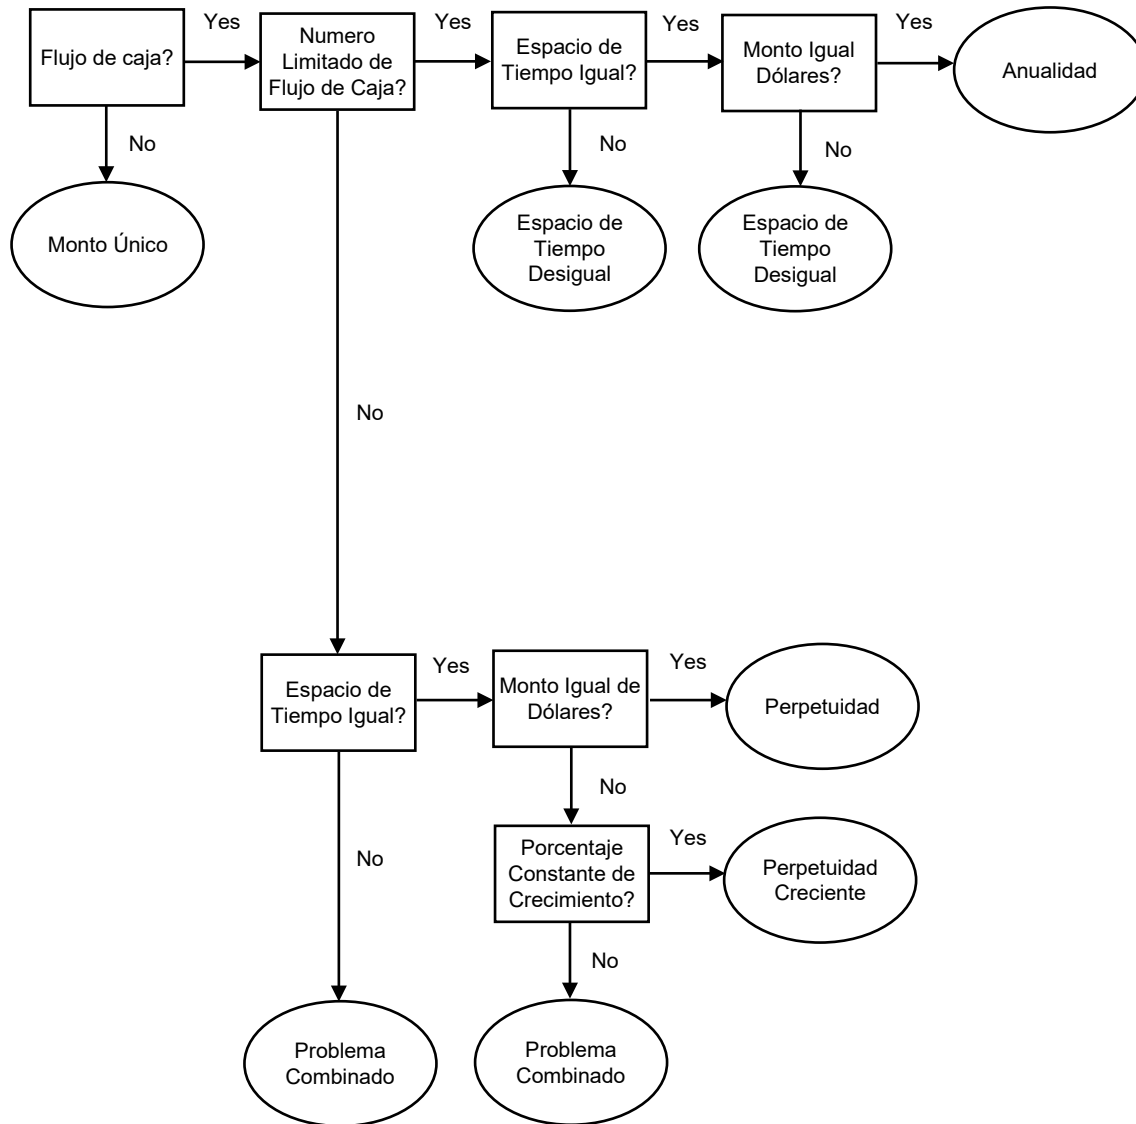 Flujo de caja?
Yes
Numero
Limitado de
Flujo de Caja?
Yes
Espacio de
Tiempo Igual?
Yes
Monto Igual
Dólares?
Yes
Anualidad
No
No
No
Monto Único
Espacio de
Tiempo
Desigual
Espacio de
Tiempo
Desigual
No
Espacio de
Tiempo Igual?
Yes
Monto Igual de
Dólares?
Yes
Perpetuidad
No
No
Porcentaje
Constante de
Crecimiento?
Yes
Perpetuidad
Creciente
No
Problema
Combinado
Problema
Combinado